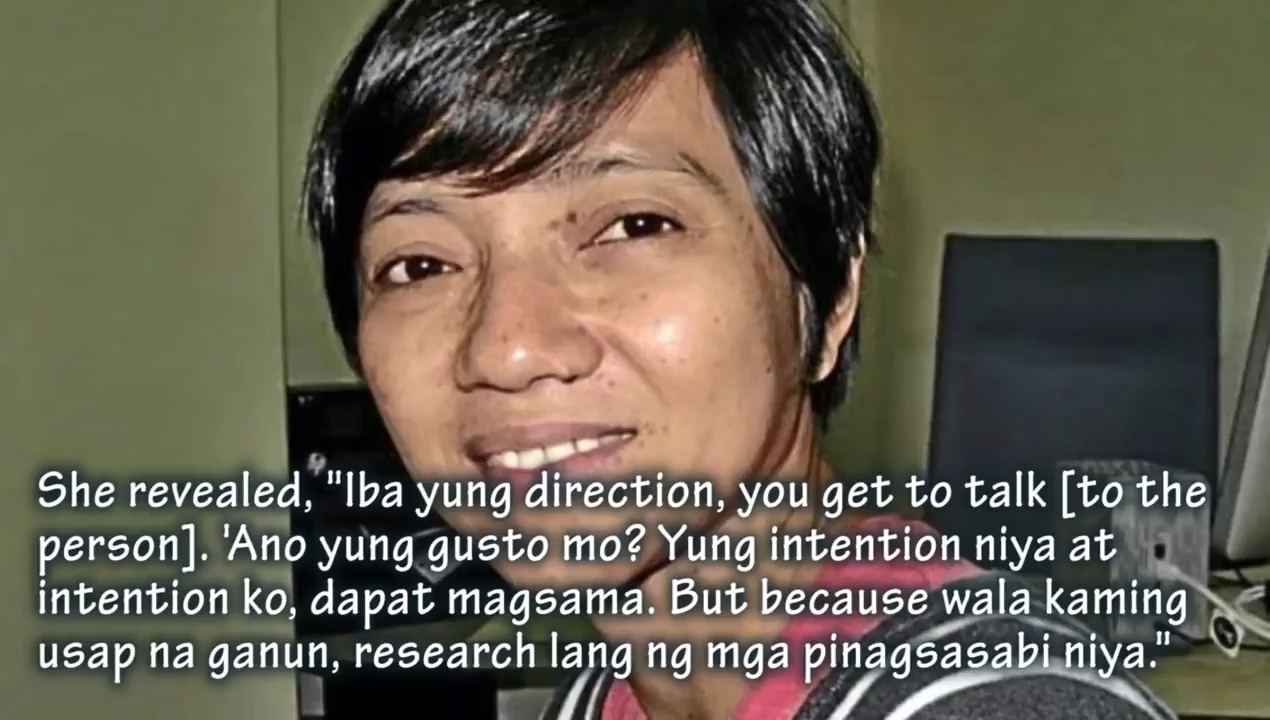 She revealed, "Iba yung direction, you get to talk [to the
person]. 'Ano yung gusto mo? Yung intention niya at
intention ko, dapat magsama. But because wala kaming
usap na ganun, research lang ng mga pinagsasabi niya."